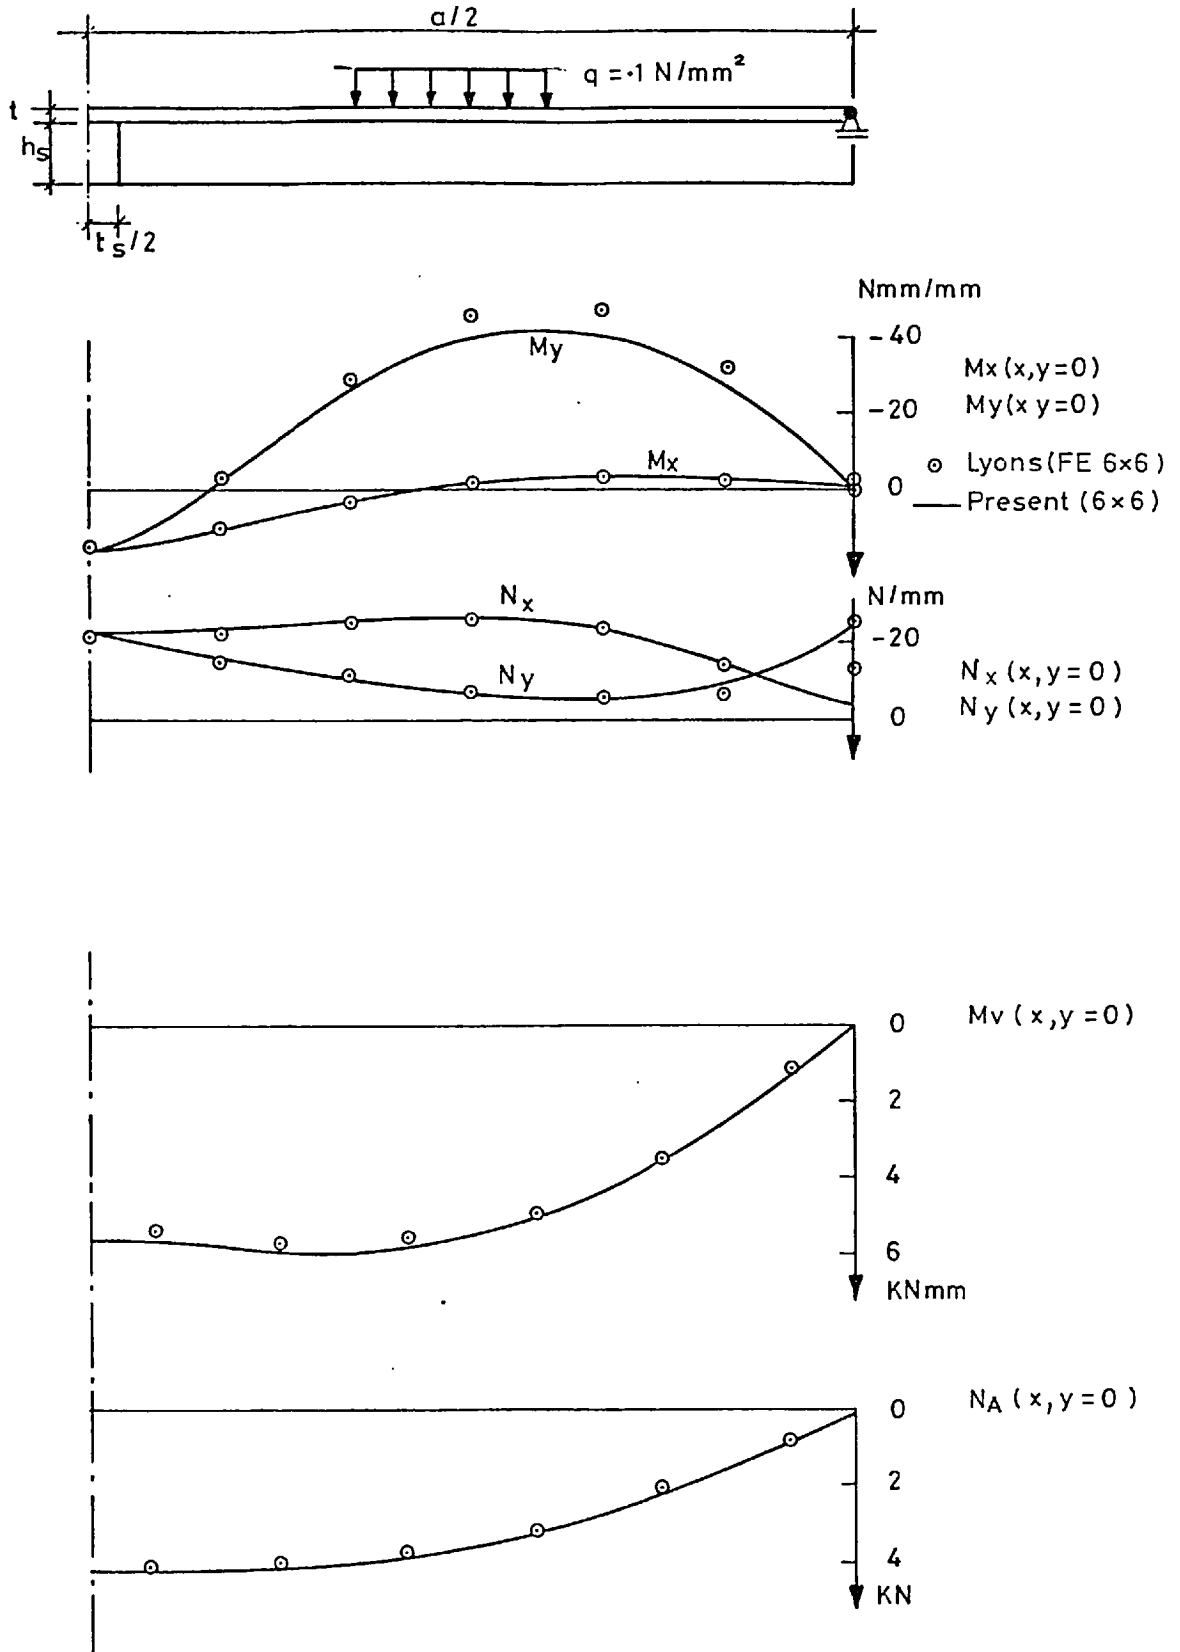 a/2
q = ·1 N/mm²
t
hs
ts/2
Nmm/mm
-40
My
Mx(x,y=0)
-20
My(x y=0)
Mx
⊙ Lyons(FE 6×6)
0
Present (6×6)
Nx
N/mm
-20
Ny
Nx(x,y=0)
Ny(x,y=0)
0
0
Mv(x,y=0)
2
4
6
KNmm
0
NA(x,y=0)
2
4
KN